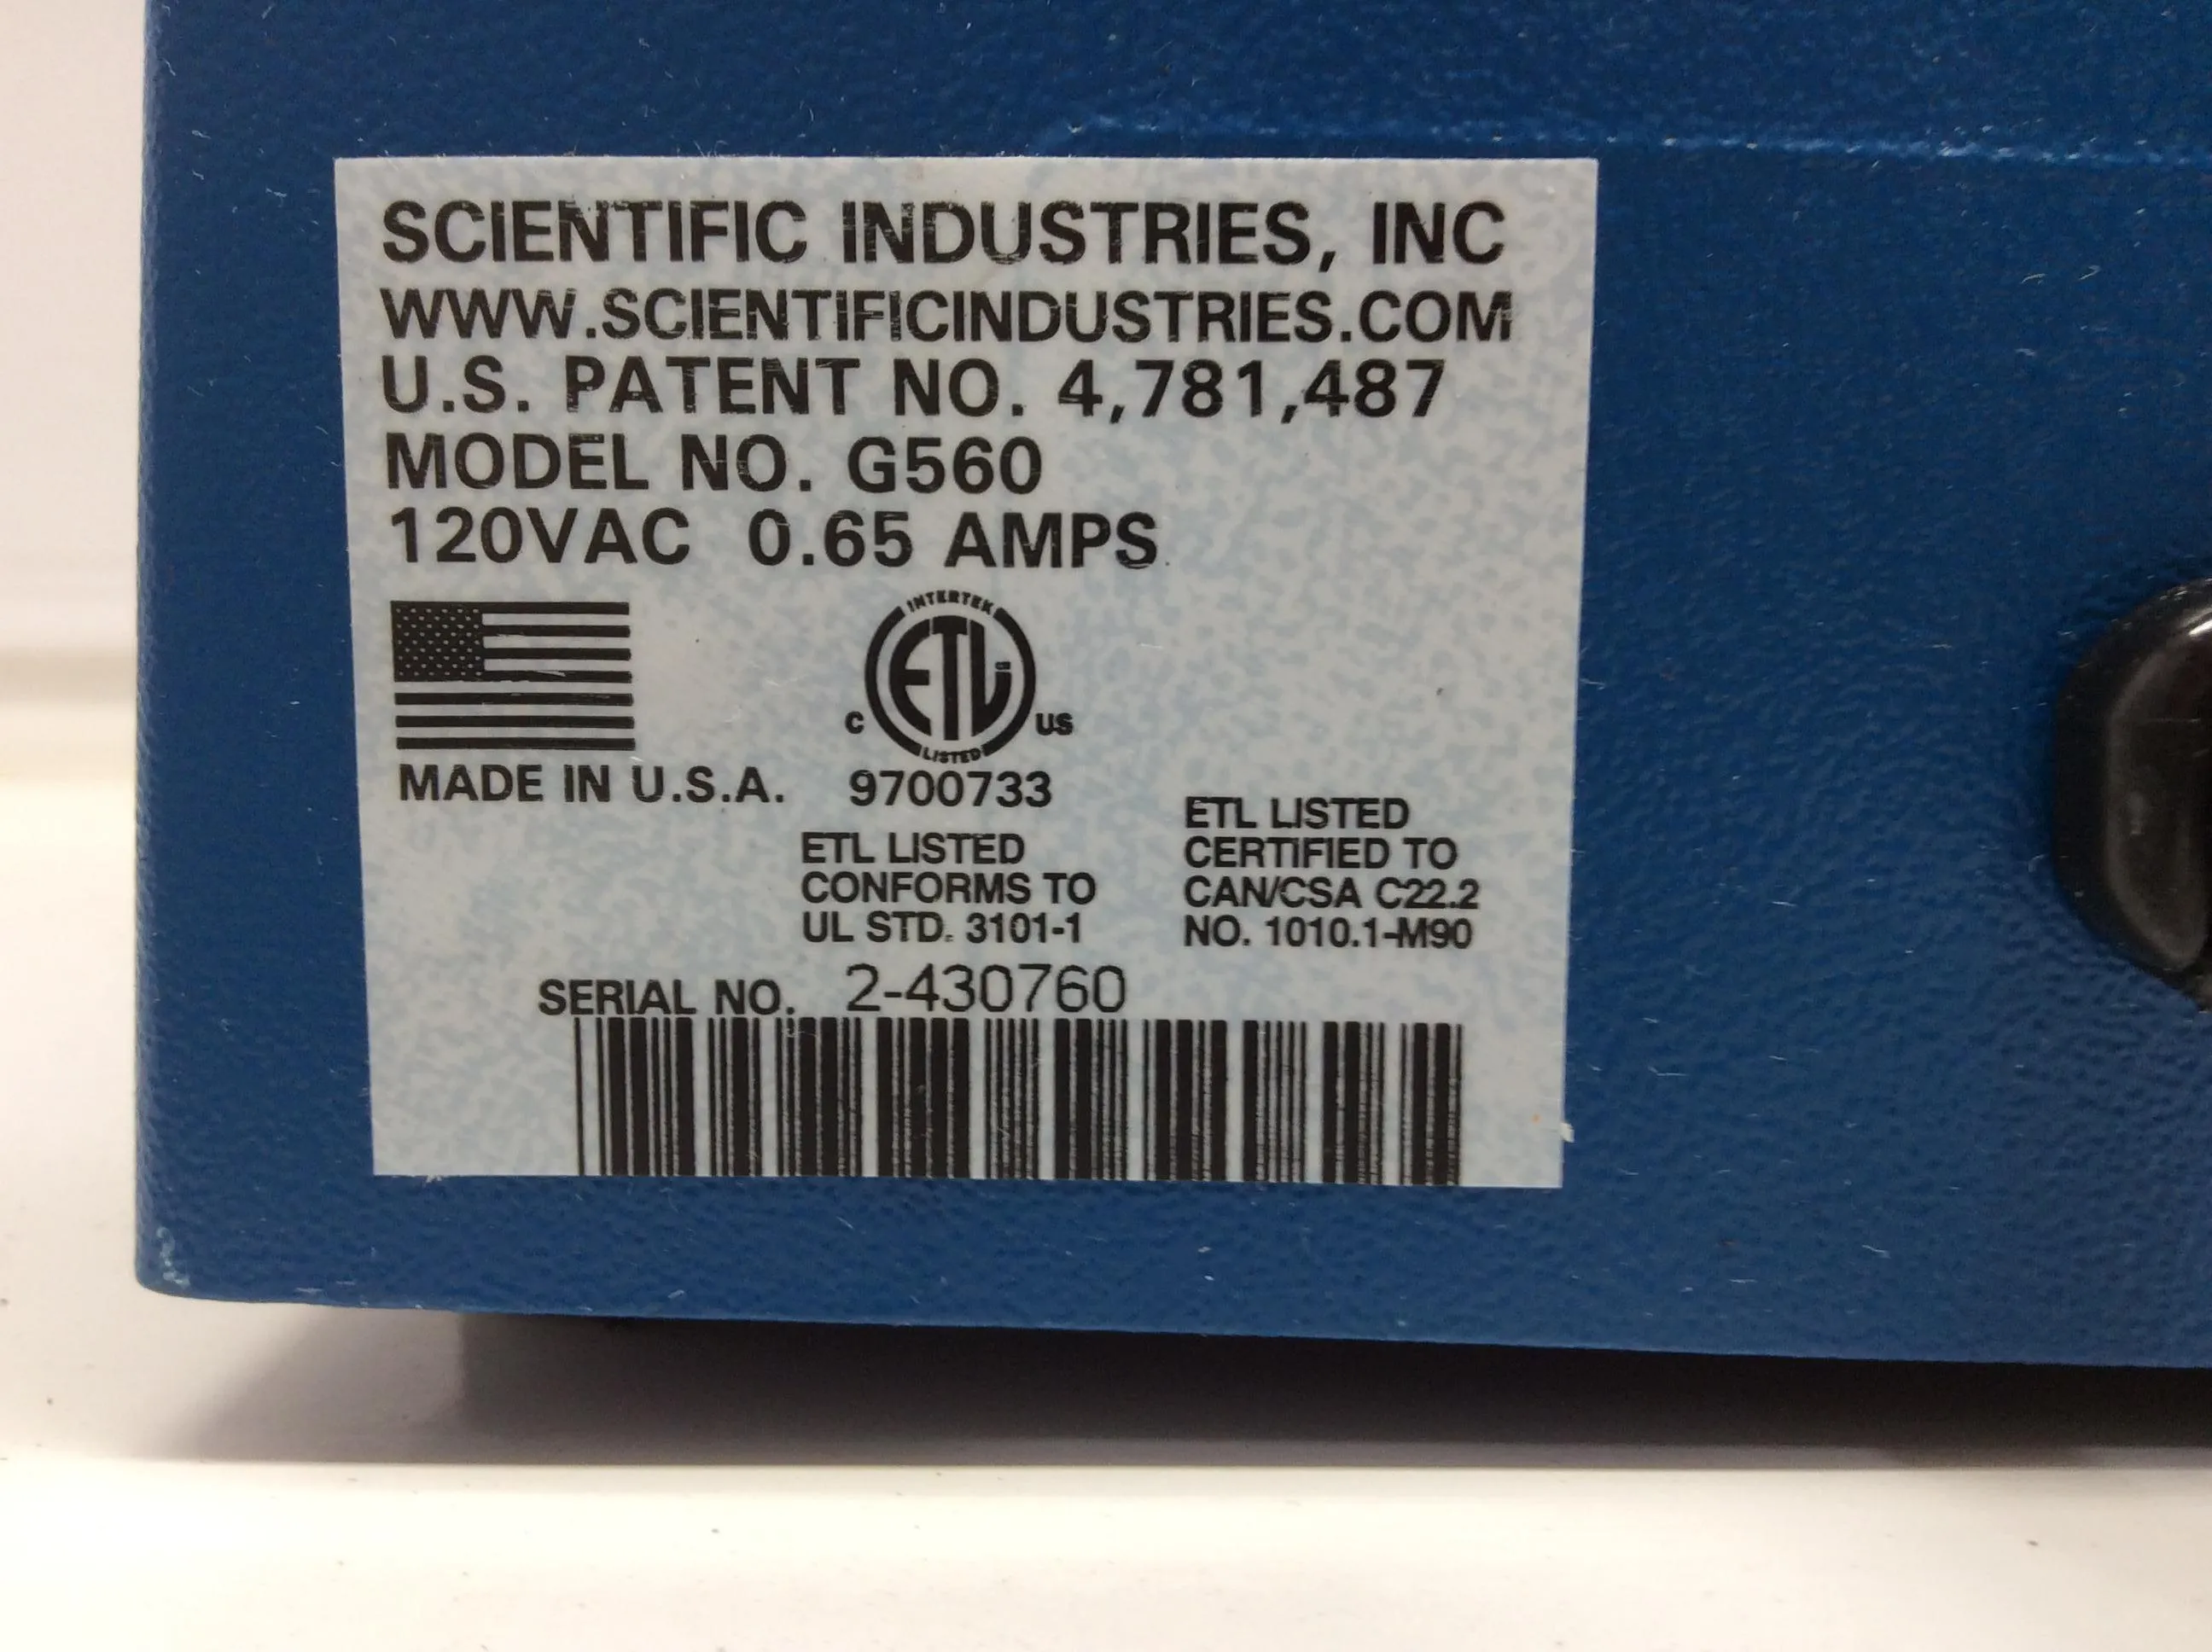 SCIENTIFIC INDUSTRIES, INC
WWW.SCIENTIFICINDUSTRIES.COM
U.S. PATENT NO. 4,781,487
MODEL NO. G560
120VAC 0.65 AMPS
INTERTEK
ETL
C US
LISTED
MADE IN U.S.A.
9700733
ETL LISTED
CONFORMS TO
UL STD. 3101-1
ETL LISTED
CERTIFIED TO
CAN/CSA C22.2
NO. 1010.1-M90
SERIAL NO. 2-430760